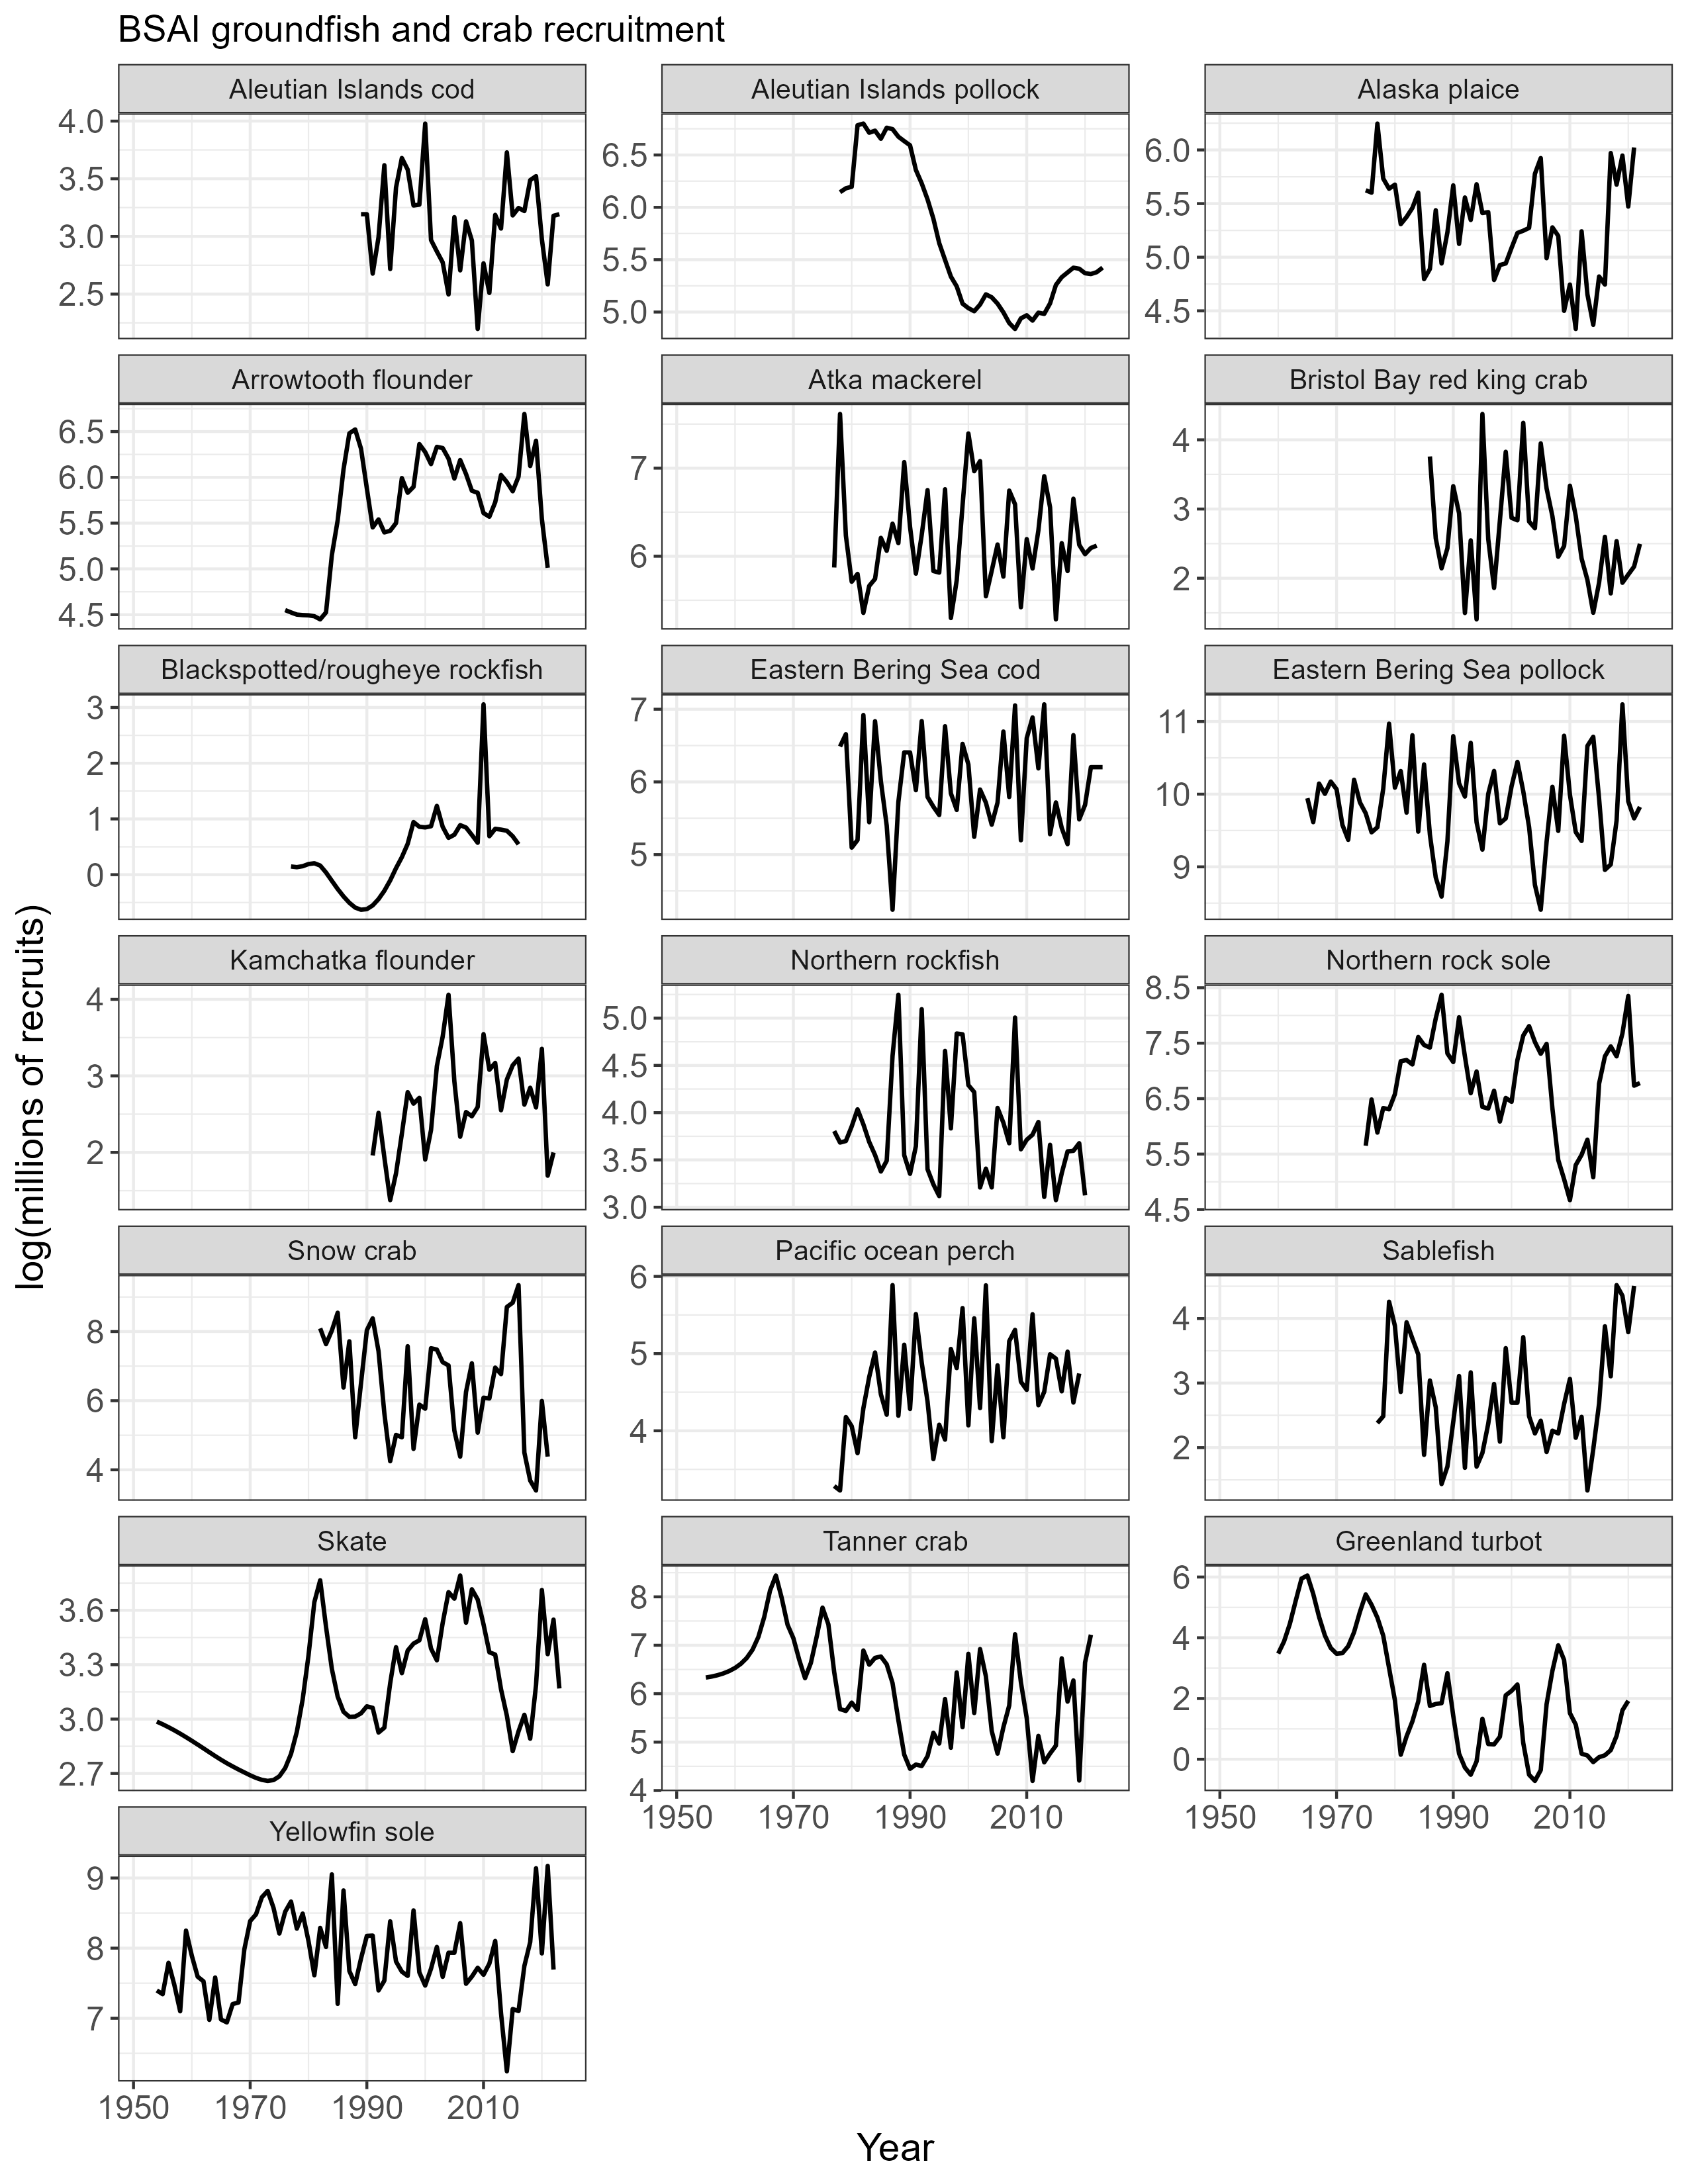 BSAI groundfish and crab recruitment
Aleutian Islands cod
Aleutian Islands pollock
Alaska plaice
4.0
3.5
3.0
2.5
6.5
6.0
5.5
5.0
6.0
5.5
5.0
4.5
Arrowtooth flounder
Atka mackerel
Bristol Bay red king crab
6.5
6.0
5.5
5.0
4.5
7
6
4
3
2
Blackspotted/rougheye rockfish
Eastern Bering Sea cod
Eastern Bering Sea pollock
3
2
1
0
7
6
5
11
10
9
Kamchatka flounder
Northern rockfish
Northern rock sole
4
3
2
5.0
4.5
4.0
3.5
3.0
8.5
7.5
6.5
5.5
4.5
Snow crab
Pacific ocean perch
Sablefish
8
6
4
6
5
4
4
3
2
Skate
Tanner crab
Greenland turbot
3.6
3.3
3.0
2.7
8
7
6
5
4
6
4
2
0
1950 1970 1990 2010
1950 1970 1990 2010
Yellowfin sole
9
8
7
1950 1970 1990 2010
log(millions of recruits)
Year